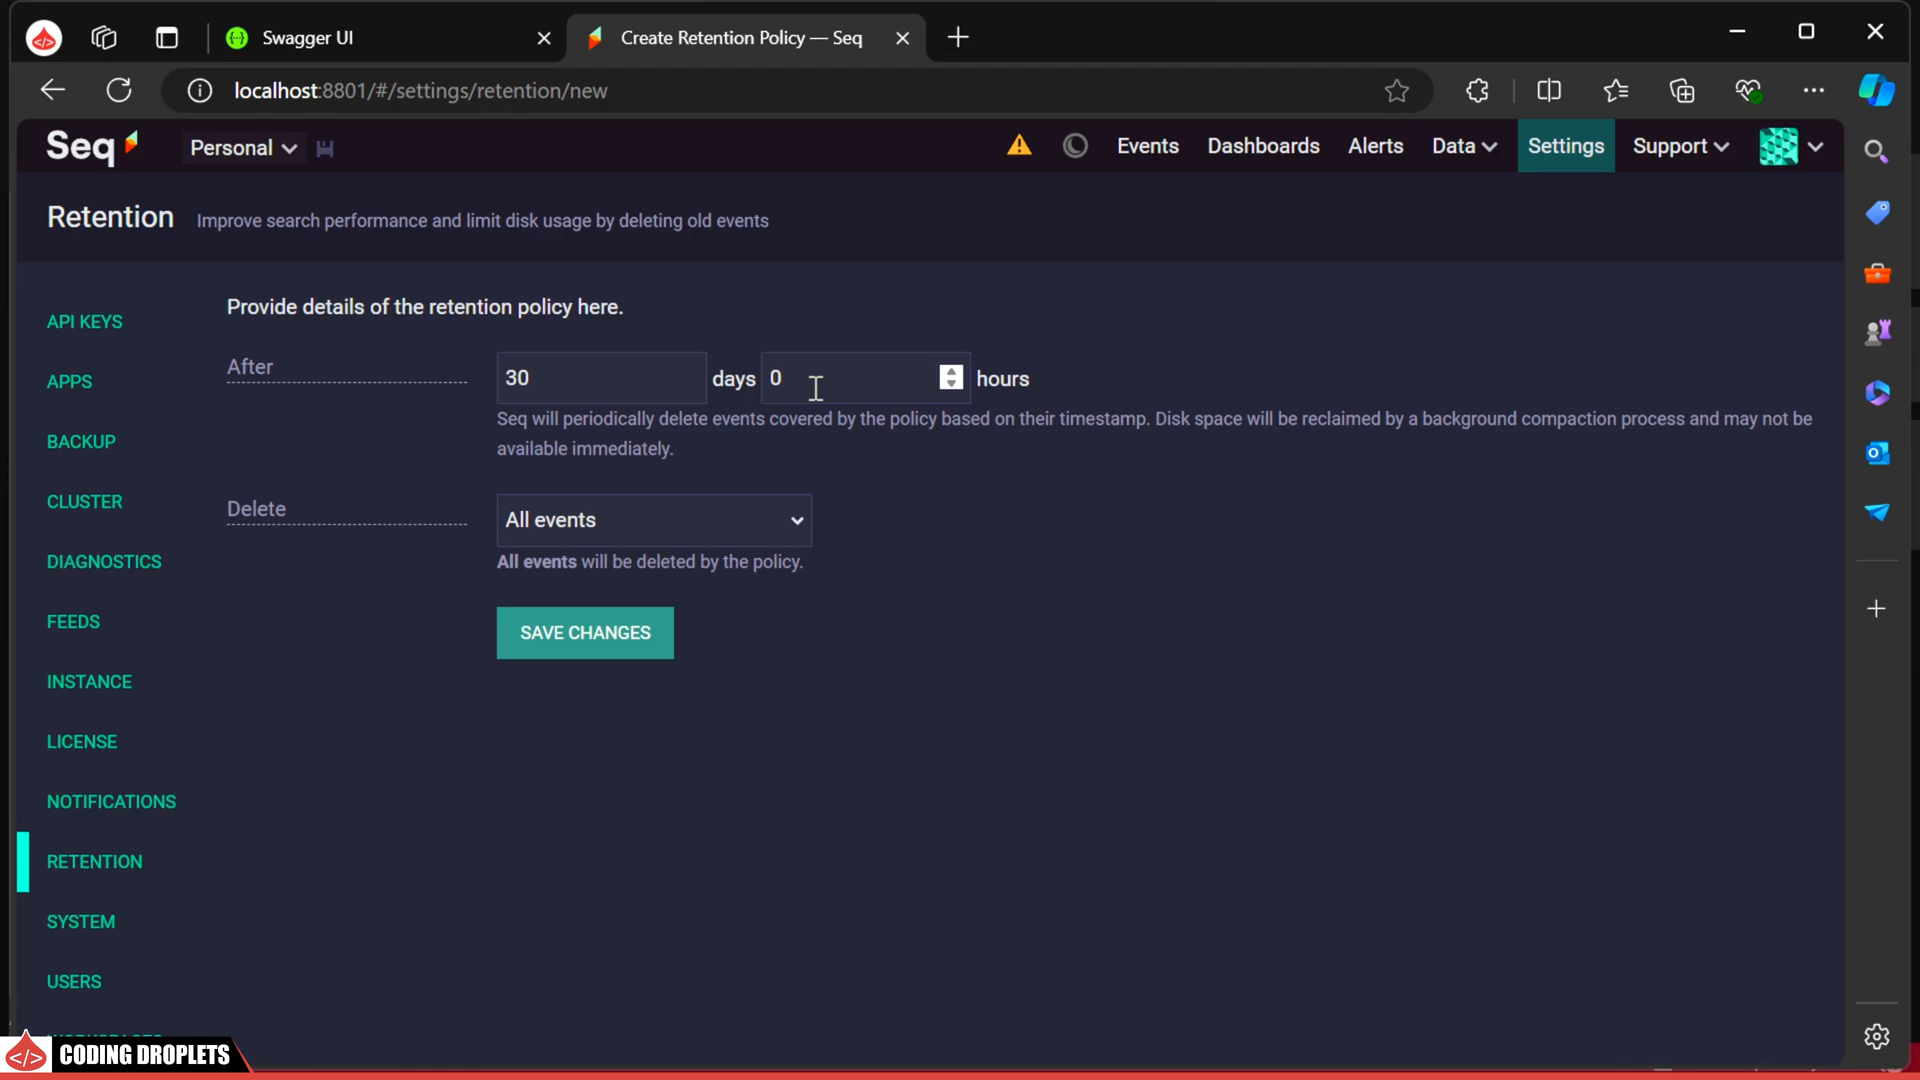 Swagger UI
Create Retention Policy — Seq
localhost:8801/#/settings/retention/new
Seq
Personal
Events
Dashboards
Alerts
Data
Settings
Support
Retention
Improve search performance and limit disk usage by deleting old events
API KEYS
APPS
BACKUP
CLUSTER
DIAGNOSTICS
FEEDS
INSTANCE
LICENSE
NOTIFICATIONS
RETENTION
SYSTEM
USERS
Provide details of the retention policy here.
After
30 days 0 hours
Seq will periodically delete events covered by the policy based on their timestamp. Disk space will be reclaimed by a background compaction process and may not be
available immediately.
Delete
All events
All events will be deleted by the policy.
SAVE CHANGES
CODING DROPLETS